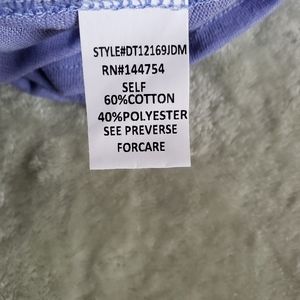 STYLE#DT12169JDM
RN#144754
SELF
60%COTTON
40%POLYESTER
SEE PREVERSE
FORCARE